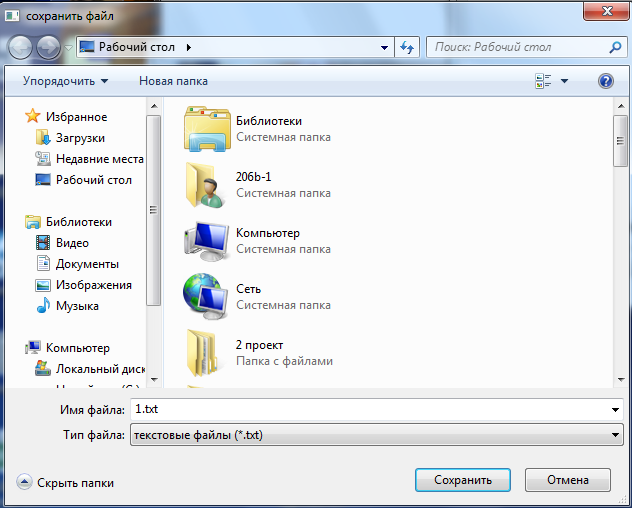 сохранить файл
Рабочий стол
Поиск: Рабочий стол
Упорядочить
Новая папка
Избранное
Загрузки
Недавние места
Рабочий стол
Библиотеки
Видео
Документы
Изображения
Музыка
Компьютер
Локальный диск
Библиотеки
Системная папка
206b-1
Системная папка
Компьютер
Системная папка
Сеть
Системная папка
2 проект
Папка с файлами
Имя файла: 1.txt
Тип файла: текстовые файлы (*.txt)
Скрыть папки
Сохранить
Отмена